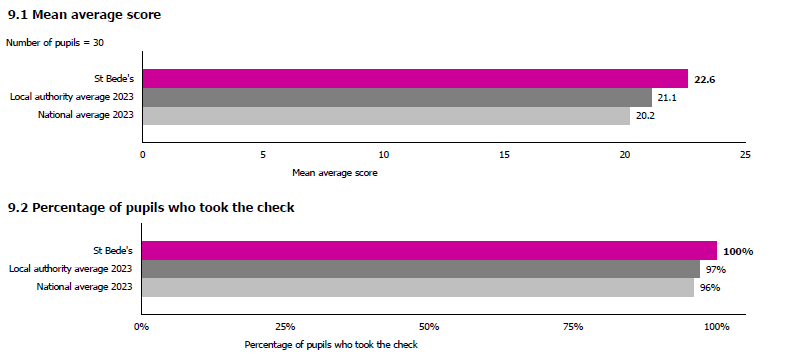 9.1 Mean average score
Number of pupils = 30
St Bede's 22.6
Local authority average 2023 21.1
National average 2023 20.2
0 5 10 15 20 25
Mean average score
9.2 Percentage of pupils who took the check
St Bede's 100%
Local authority average 2023 97%
National average 2023 96%
0% 25% 50% 75% 100%
Percentage of pupils who took the check